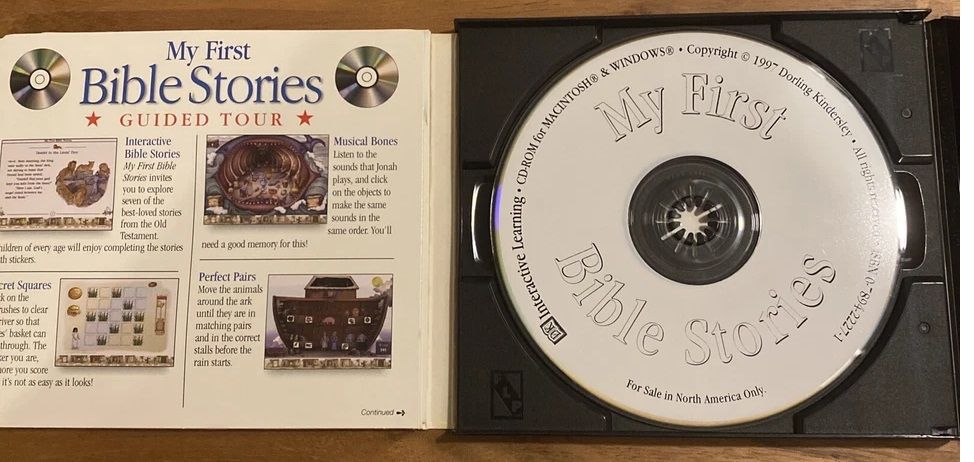 My First
Bible Stories
★ GUIDED TOUR ★
Interactive
Bible Stories
My First Bible
Stories invites
you to explore
seven of the
best-loved stories
from the Old
Testament.
of every age will enjoy completing the stories
stickers.
Musical Bones
Listen to the
sounds that Jonah
plays, and click
on the objects to
make the same
sounds in the
same order. You'll
need a good memory for this!
Squares
on the
to clear
river so that
basket can
through. The
you are,
you score
it's not as easy as it looks!
Perfect Pairs
Move the animals
around the ark
until they are in
matching pairs
and in the correct
stalls before the
rain starts.
Continued
DK Interactive Learning • CD-ROM for MACINTOSH® & WINDOWS® • Copyright © 1997 Dorling Kindersley • All rights
My First
Bible Stories
For Sale in North America Only.